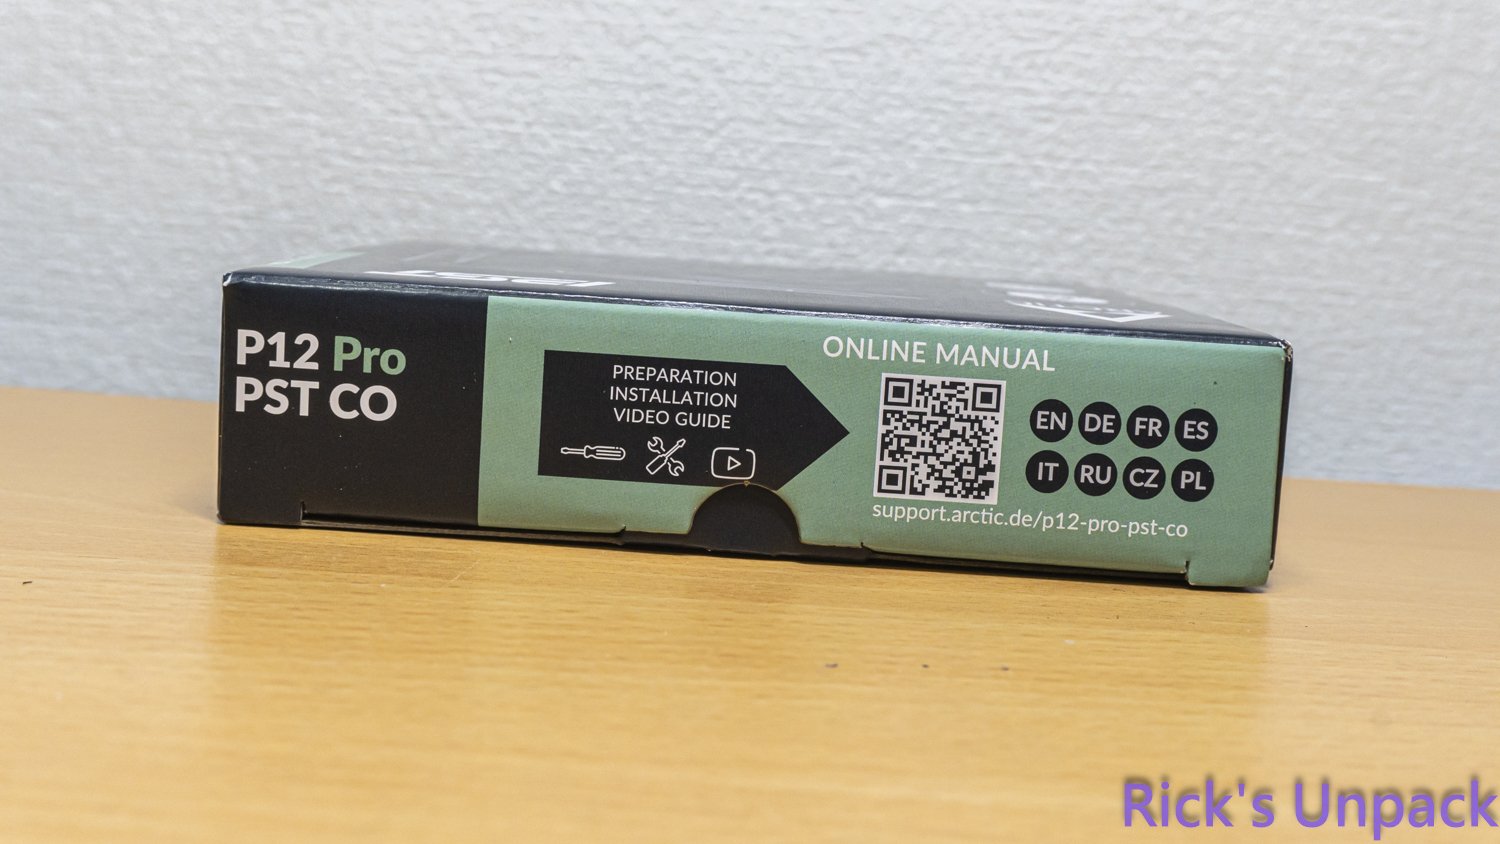 P12 Pro
PST CO
PREPARATION
INSTALLATION
VIDEO GUIDE
ONLINE MANUAL
EN DE FR ES
IT RU CZ PL
support.arctic.de/p12-pro-pst-co
Rick's Unpack